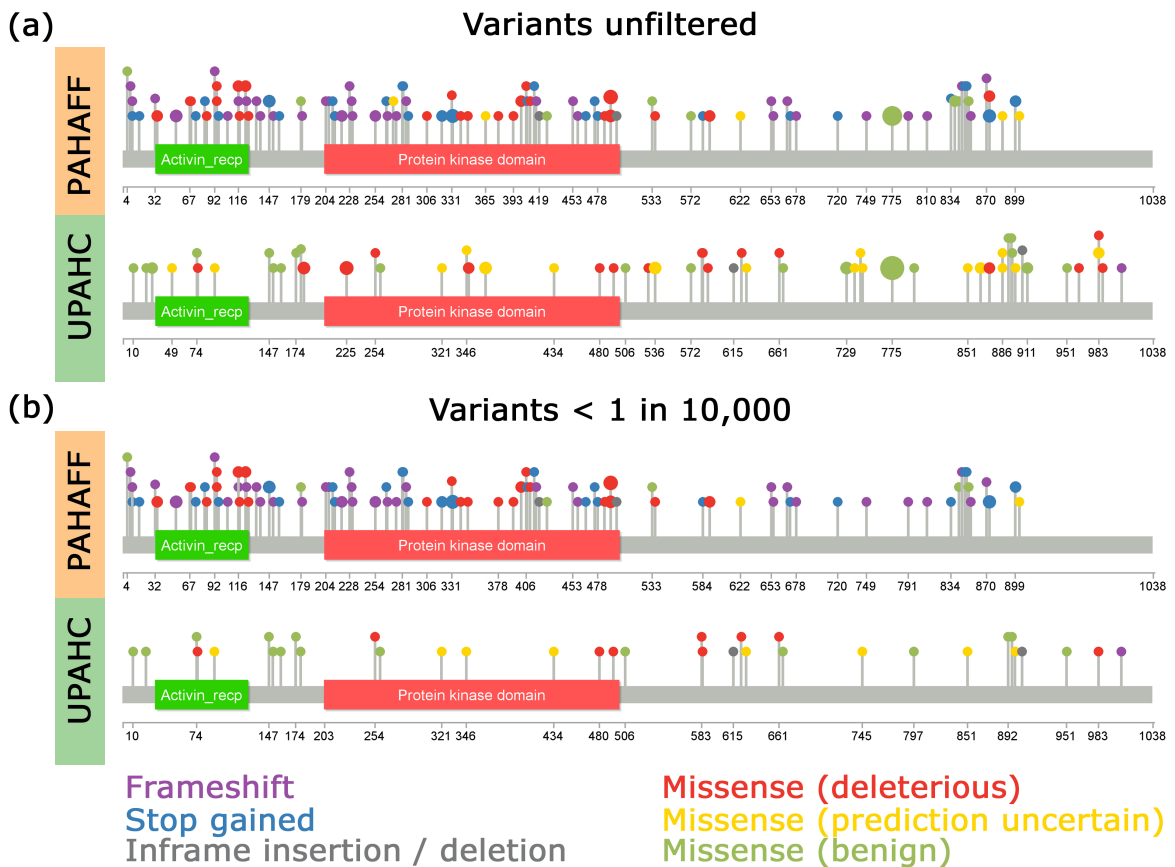 (a)
Variants unfiltered
PAHAFF
Activin_recp
Protein kinase domain
4 32 67 92 116 147 179 204 228 254 281 306 331 365 393 419 453 478 533 572 622 653 678 749 775 810 834 870 899 1038
UPAHC
Activin_recp
Protein kinase domain
10 49 74 147 174 225 254 321 346 434 480 506 536 572 615 661 729 775 851 886 911 951 983 1038
(b)
Variants < 1 in 10,000
PAHAFF
Activin_recp
Protein kinase domain
4 32 67 92 116 147 179 204 228 254 281 306 331 378 406 453 478 533 584 622 653 678 720 749 791 834 870 899 1038
UPAHC
Activin_recp
Protein kinase domain
10 74 147 174 203 254 321 346 434 480 506 583 615 661 745 797 851 892 951 983 1038
Frameshift
Stop gained
Inframe insertion / deletion
Missense (deleterious)
Missense (prediction uncertain)
Missense (benign)